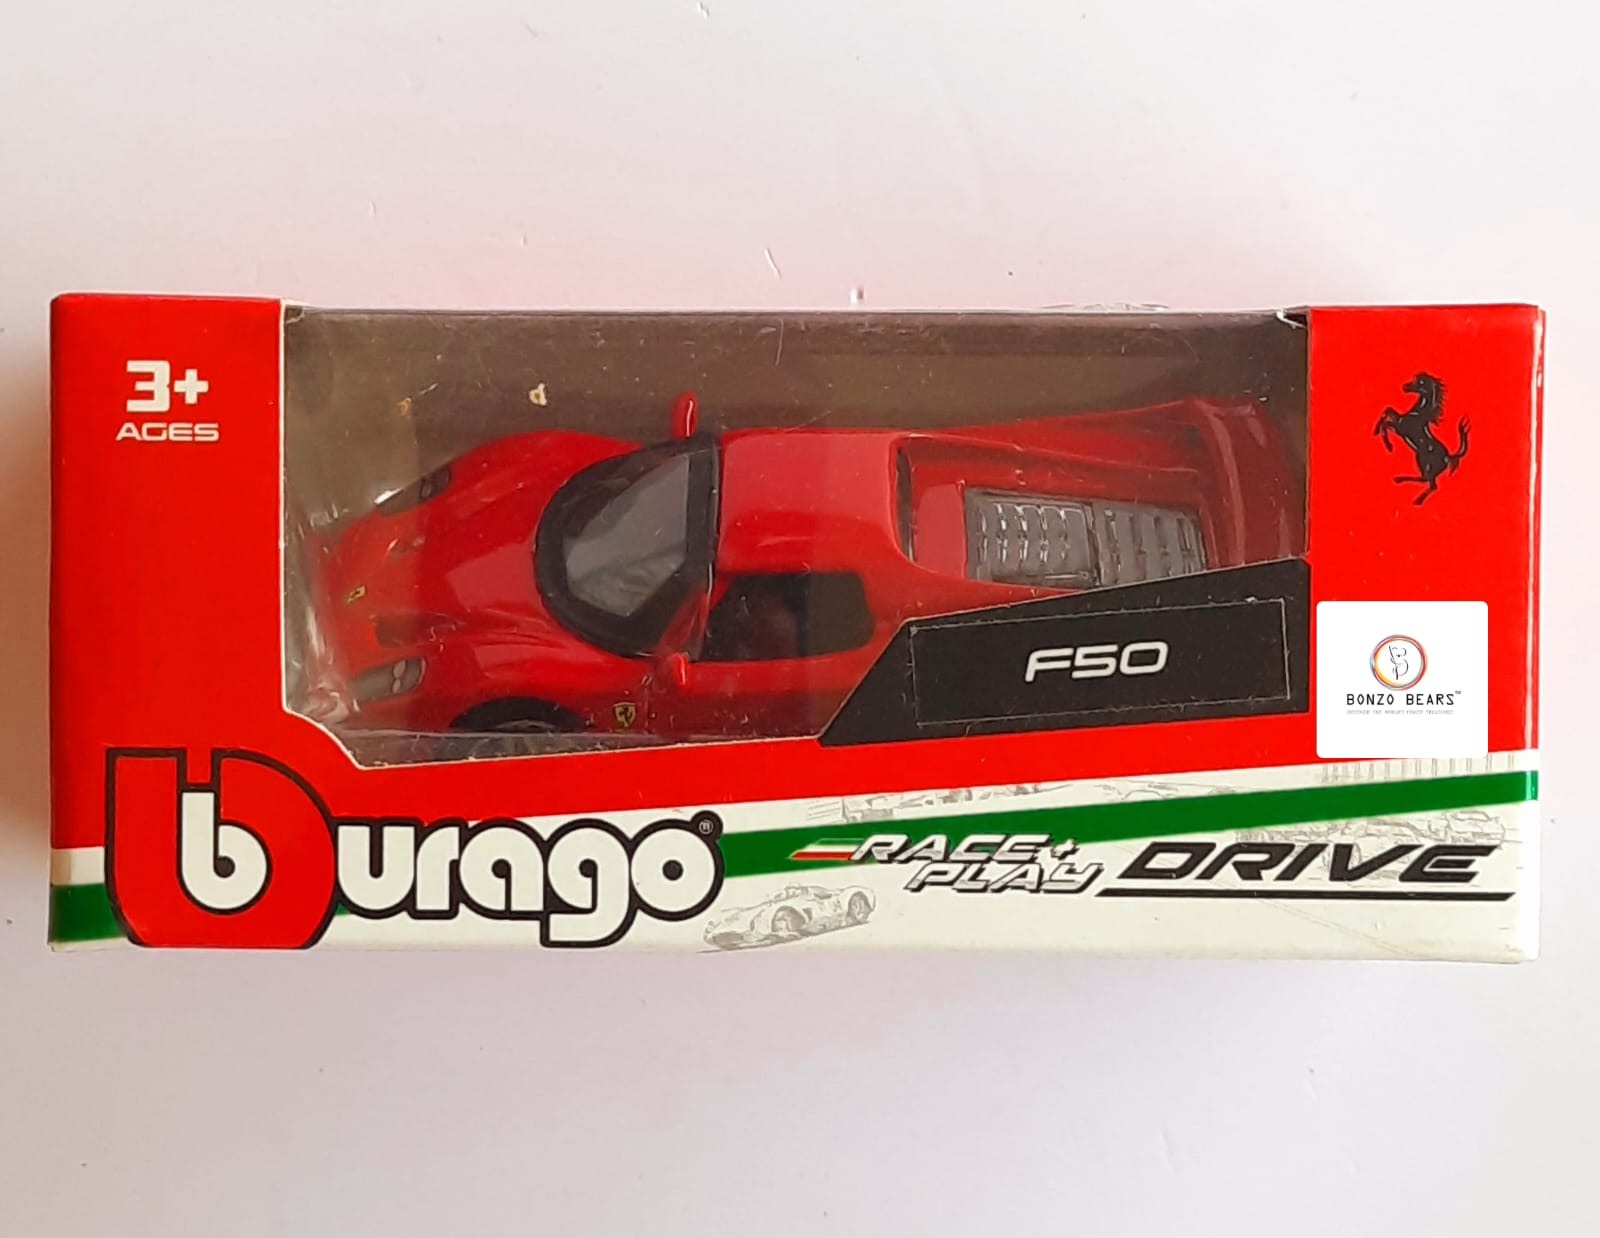 3+
AGES
F50
BONZO BEARS™
burago®
RACE+
PLAY DRIVE